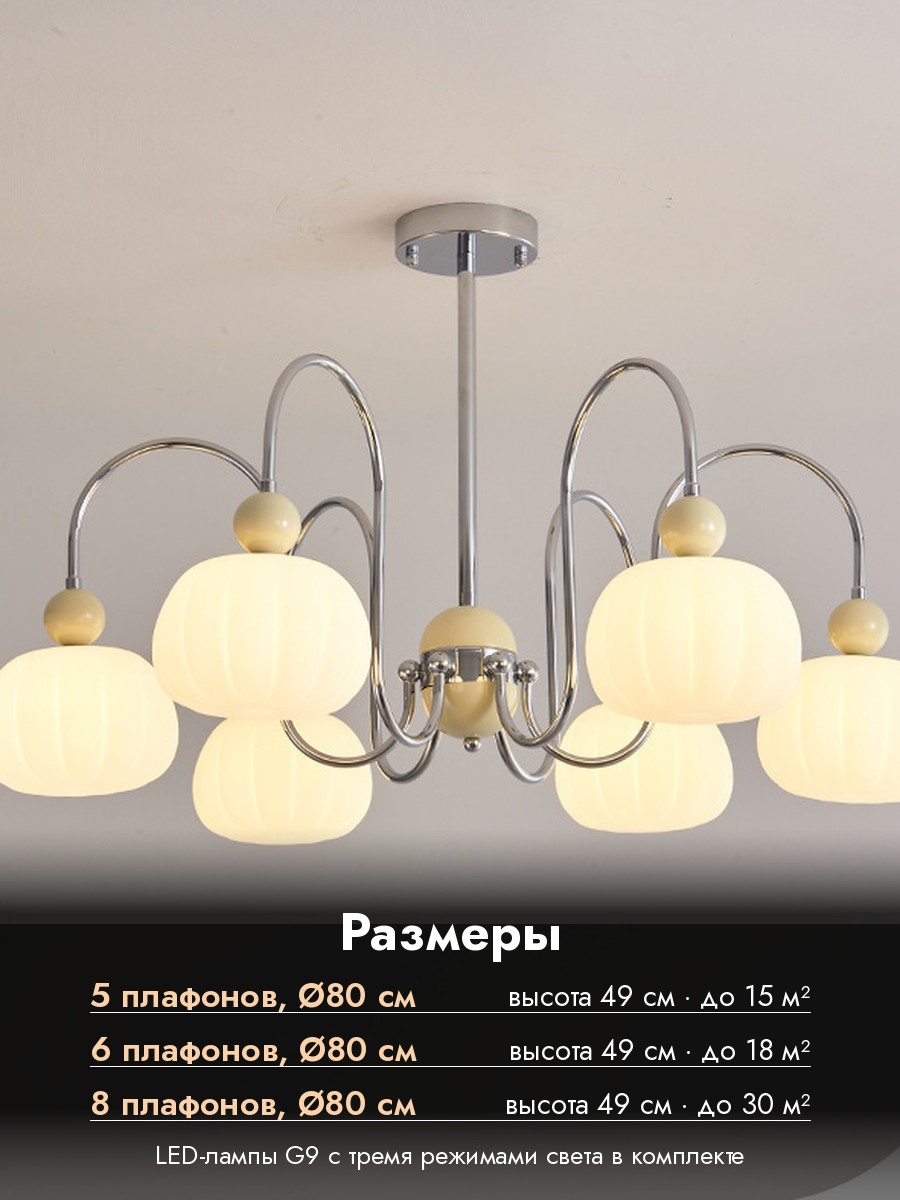 Размеры
5 плафонов, Ø80 см высота 49 см · до 15 м²
6 плафонов, Ø80 см высота 49 см · до 18 м²
8 плафонов, Ø80 см высота 49 см · до 30 м²
LED-лампы G9 с тремя режимами света в комплекте